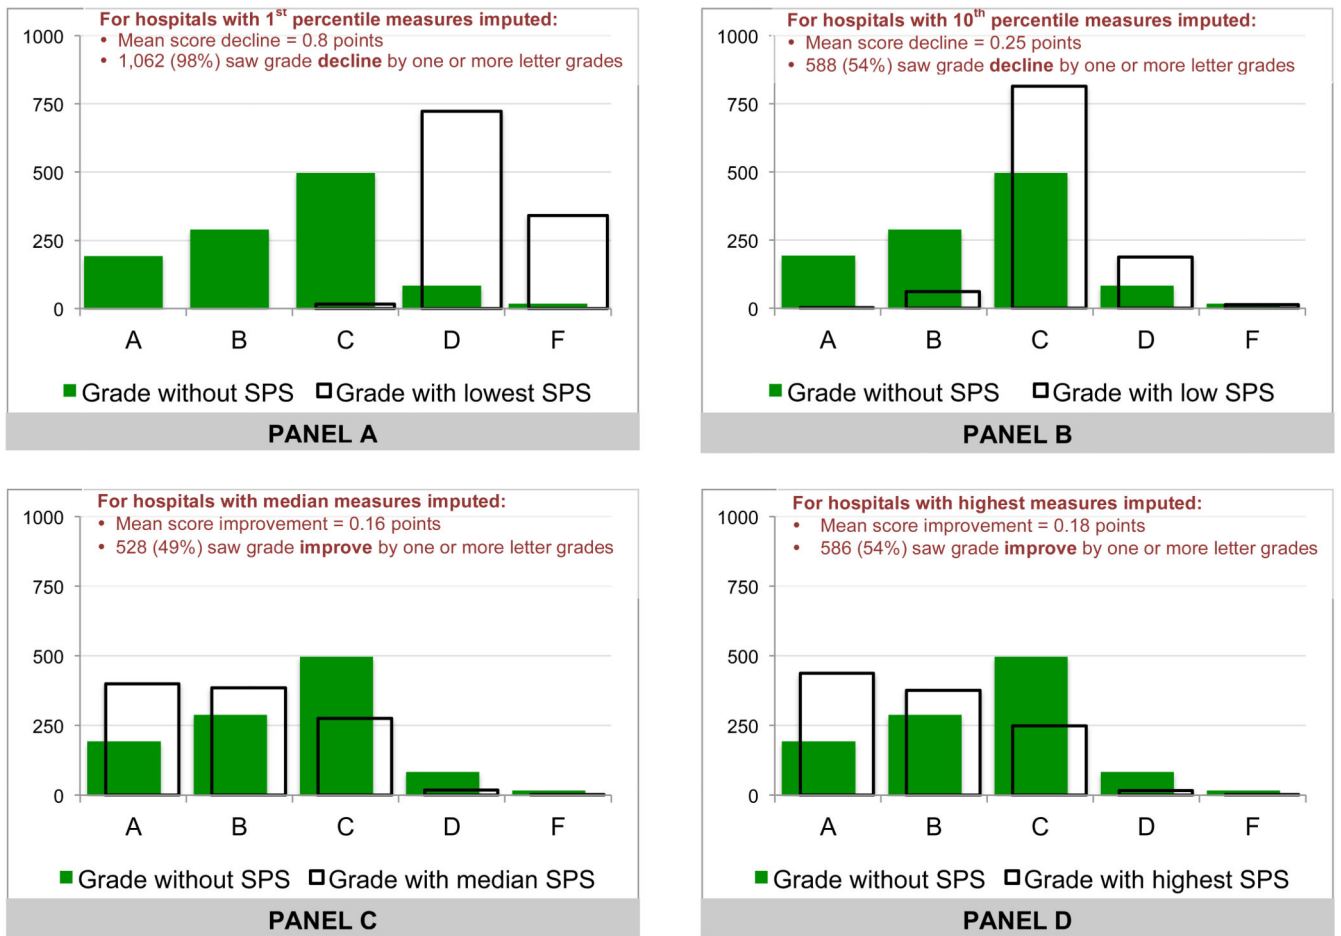 For hospitals with 1st percentile measures imputed:
• Mean score decline = 0.8 points
• 1,062 (98%) saw grade decline by one or more letter grades
1000
750
500
250
0
A B C D F
Grade without SPS Grade with lowest SPS
PANEL A
For hospitals with 10th percentile measures imputed:
• Mean score decline = 0.25 points
• 588 (54%) saw grade decline by one or more letter grades
1000
750
500
250
0
A B C D F
Grade without SPS Grade with low SPS
PANEL B
For hospitals with median measures imputed:
• Mean score improvement = 0.16 points
• 528 (49%) saw grade improve by one or more letter grades
1000
750
500
250
0
A B C D F
Grade without SPS Grade with median SPS
PANEL C
For hospitals with highest measures imputed:
• Mean score improvement = 0.18 points
• 586 (54%) saw grade improve by one or more letter grades
1000
750
500
250
0
A B C D F
Grade without SPS Grade with highest SPS
PANEL D